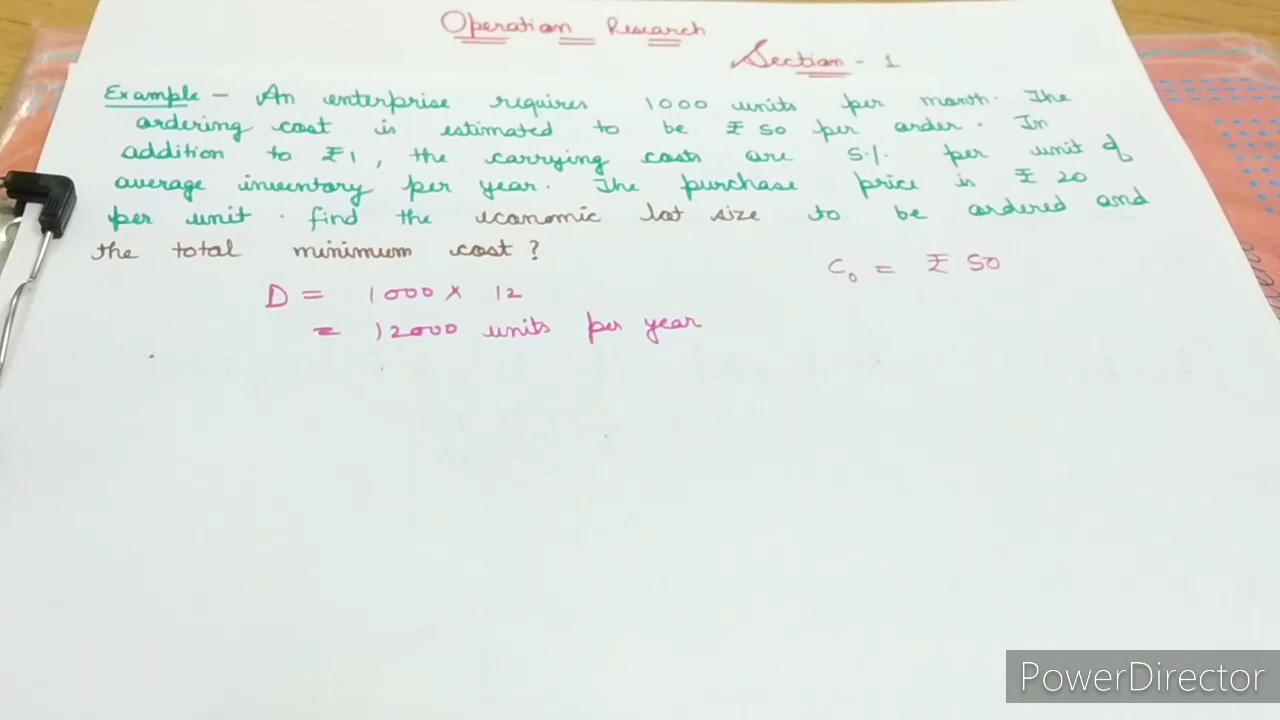 Operation Research
Section - 1
Example - An enterprise requires 1000 units per month. The
ordering cost is estimated to be ₹ 50 per order. In
addition to ₹1, the carrying costs are 5.% per unit of
average inventory per year. The purchase price is ₹ 20
per unit. find the economic lot size to be ordered and
the total minimum cost?
C₀ = ₹ 50
D = 1000 × 12
= 12000 units per year
PowerDirector